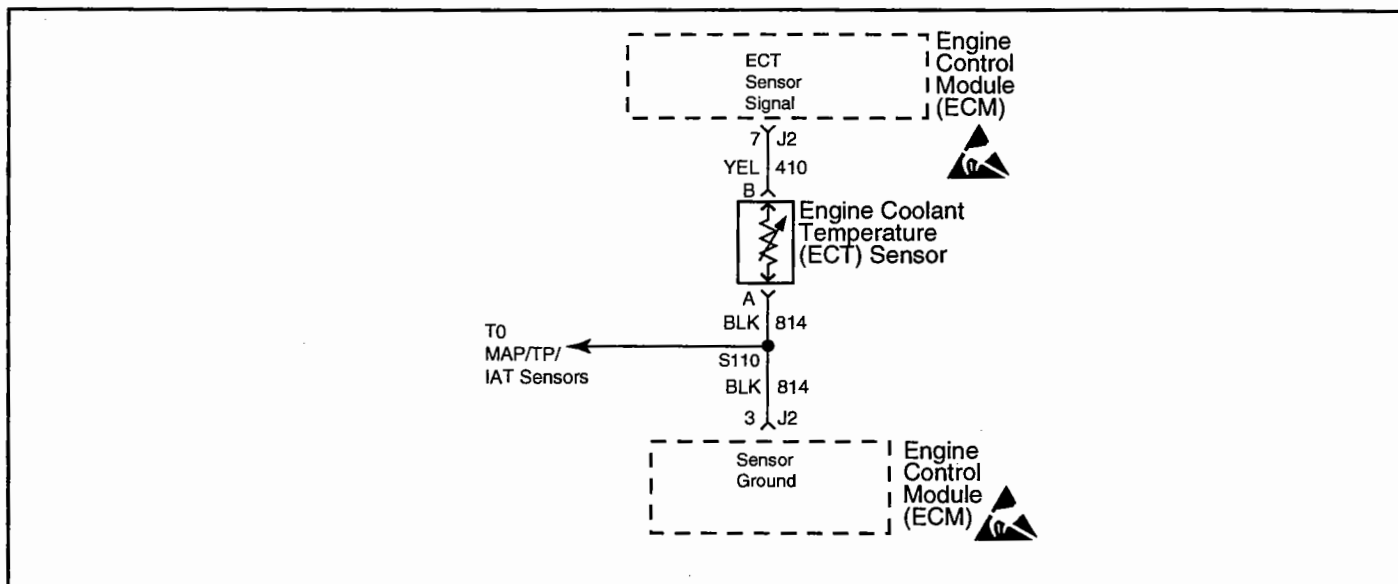 ECT
Sensor
Signal
Engine
Control
Module
(ECM)
7 J2
YEL 410
B
Engine Coolant
Temperature
(ECT) Sensor
A
BLK 814
T0
MAP/TP/
IAT Sensors
S110
BLK 814
3 J2
Sensor
Ground
Engine
Control
Module
(ECM)